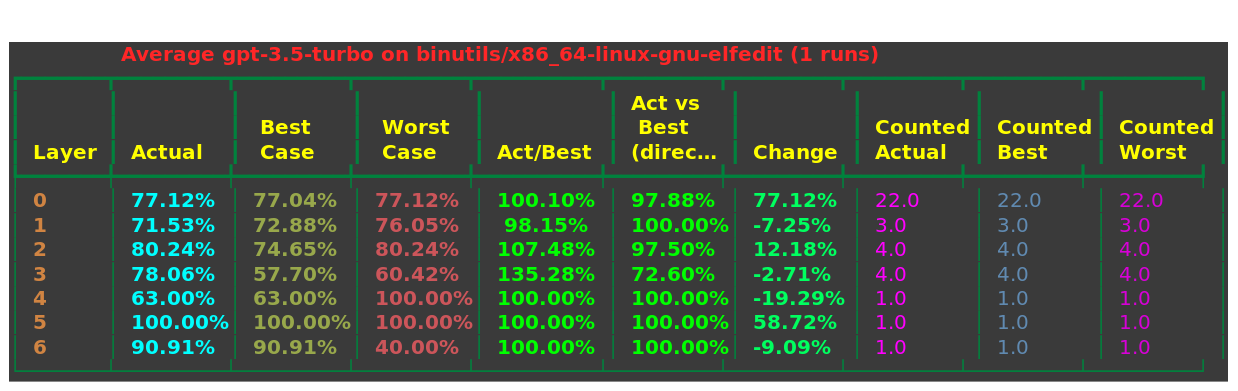 Average gpt-3.5-turbo on binutils/x86_64-linux-gnu-elfedit (1 runs)
Act vs
Best Worst Best Counted Counted Counted
Layer Actual Case Case Act/Best (direc… Change Actual Best Worst
0 77.12% 77.04% 77.12% 100.10% 97.88% 77.12% 22.0 22.0 22.0
1 71.53% 72.88% 76.05% 98.15% 100.00% -7.25% 3.0 3.0 3.0
2 80.24% 74.65% 80.24% 107.48% 97.50% 12.18% 4.0 4.0 4.0
3 78.06% 57.70% 60.42% 135.28% 72.60% -2.71% 4.0 4.0 4.0
4 63.00% 63.00% 100.00% 100.00% 100.00% -19.29% 1.0 1.0 1.0
5 100.00% 100.00% 100.00% 100.00% 100.00% 58.72% 1.0 1.0 1.0
6 90.91% 90.91% 40.00% 100.00% 100.00% -9.09% 1.0 1.0 1.0